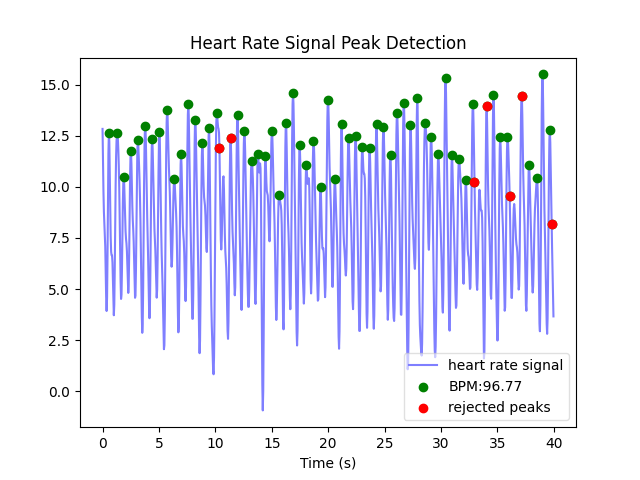 Heart Rate Signal Peak Detection
15.0
12.5
10.0
7.5
5.0
2.5
0.0
heart rate signal
BPM:96.77
rejected peaks
0 5 10 15 20 25 30 35 40
Time (s)